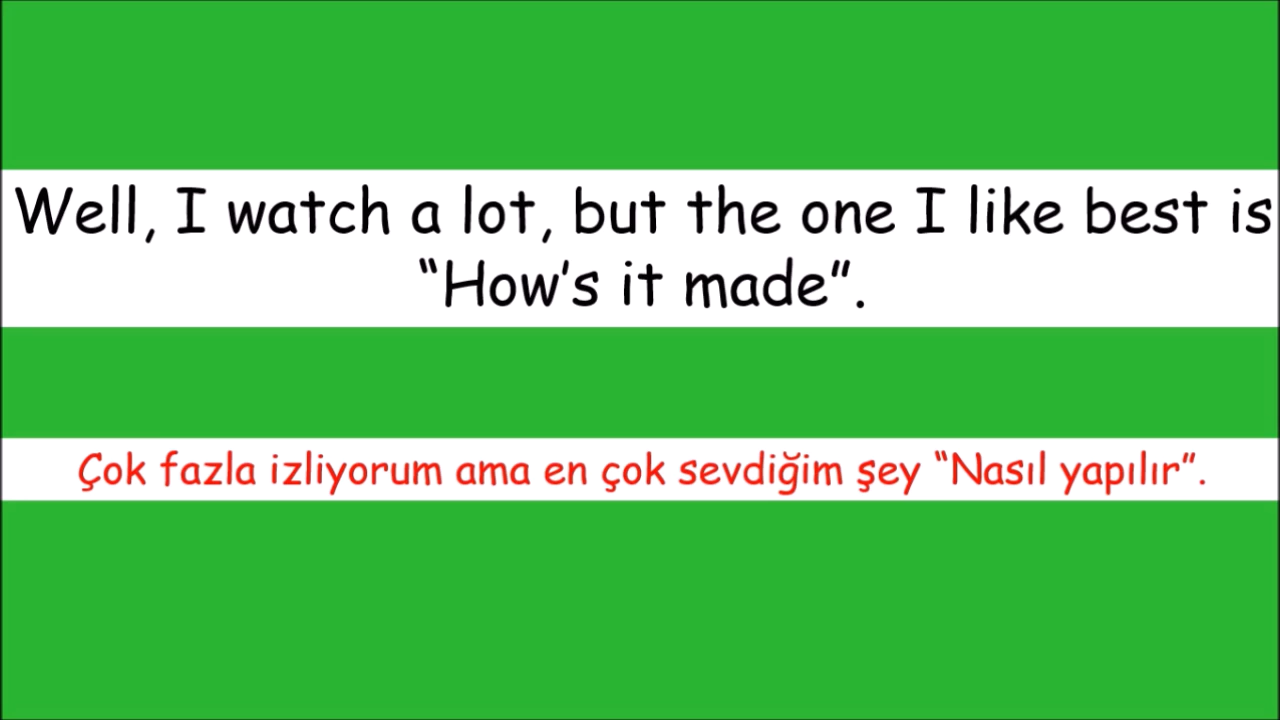 Well, I watch a lot, but the one I like best is
“How’s it made”.
Çok fazla izliyorum ama en çok sevdiğim şey “Nasıl yapılır”.